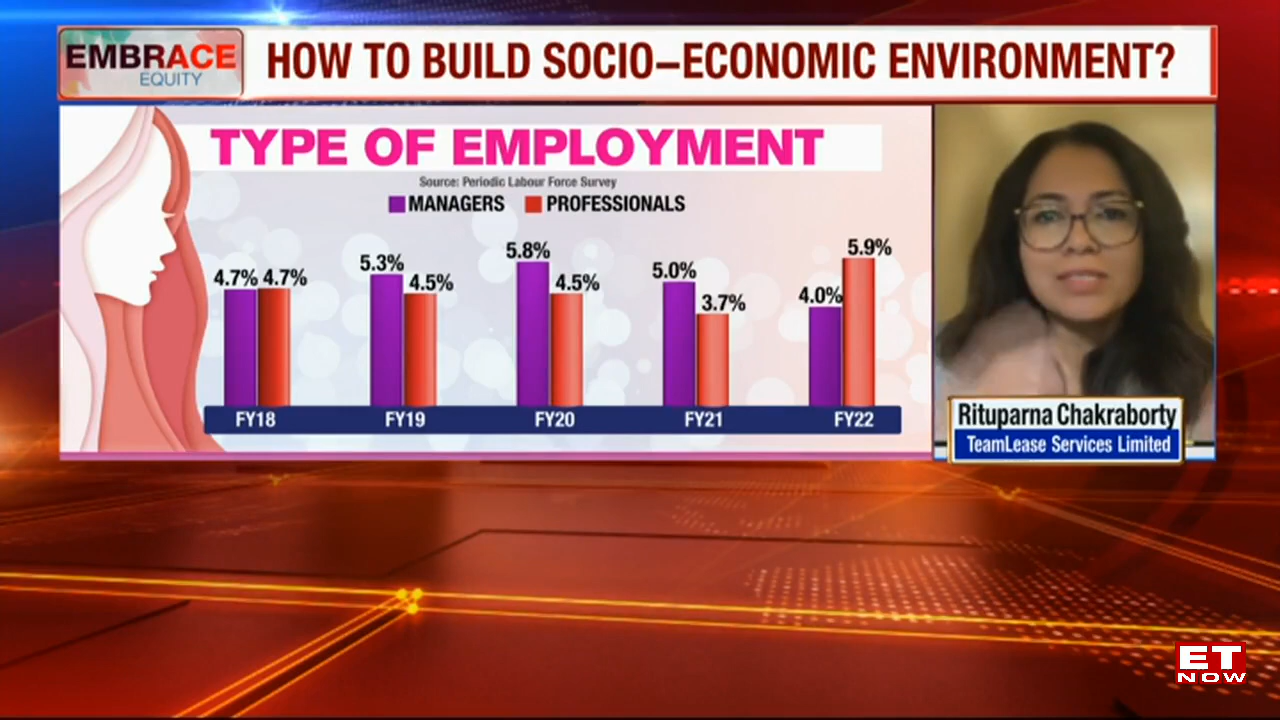 EMBRACE
EQUITY
HOW TO BUILD SOCIO–ECONOMIC ENVIRONMENT?
TYPE OF EMPLOYMENT
Source: Periodic Labour Force Survey
MANAGERS PROFESSIONALS
4.7% 4.7% 5.3% 4.5% 5.8% 4.5% 5.0% 3.7% 4.0% 5.9%
FY18 FY19 FY20 FY21 FY22
Rituparna Chakraborty
TeamLease Services Limited
ET
NOW